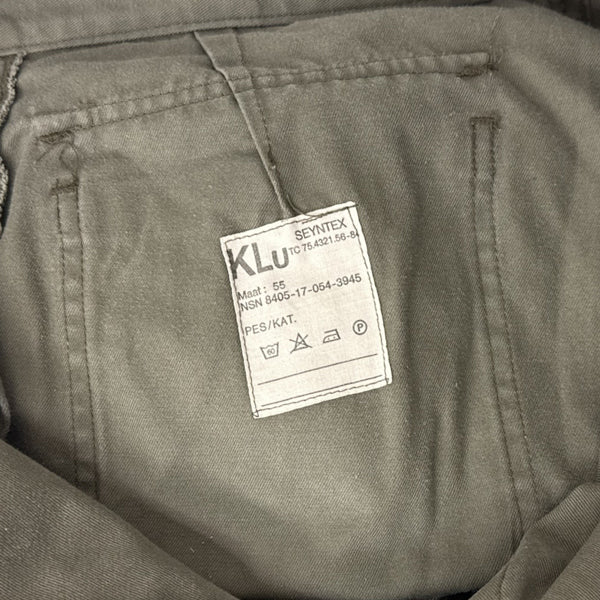 SEYNTEX
KLu TC 75.4321.56-84
Maat: 55
NSN 8405-17-054-3945
PES/KAT.
60 P